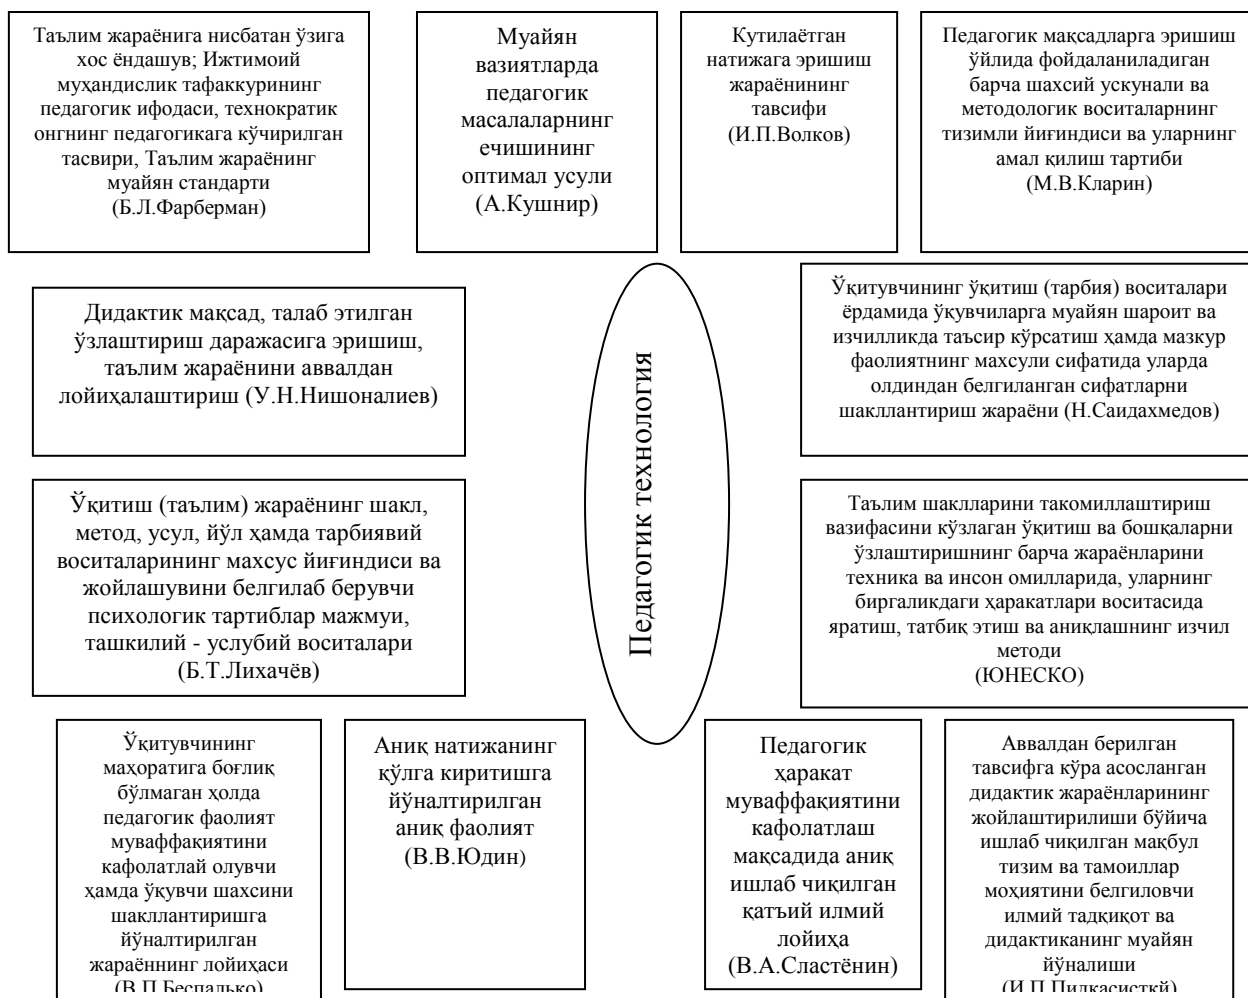 Таълим жараёнига нисбатан ўзига
хос ёндашув; Ижтимоий
муҳандислик тафаккурининг
педагогик ифодаси, технократик
онгнинг педагогикага кўчирилган
тасвири, Таълим жараёнинг
муайян стандарти
(Б.Л.Фарберман)
Муайян
вазиятларда
педагогик
масалаларнинг
ечишининг
оптимал усули
(А.Кушнир)
Кутилаётган
натижага эришиш
жараёнининг
тавсифи
(И.П.Волков)
Педагогик мақсадларга эришиш
ўйлида фойдаланиладиган
барча шахсий ускунали ва
методологик воситаларнинг
тизимли йиғиндиси ва уларнинг
амал қилиш тартиби
(М.В.Кларин)
Дидактик мақсад, талаб этилган
ўзлаштириш даражасига эришиш,
таълим жараёнини аввалдан
лойиҳалаштириш (У.Н.Нишоналиев)
Педагогик технология
Ўқитувчининг ўқитиш (тарбия) воситалари
ёрдамида ўқувчиларга муайян шароит ва
изчилликда таъсир кўрсатиш ҳамда мазкур
фаолиятнинг махсули сифатида уларда
олдиндан белгиланган сифатларни
шакллантириш жараёни (Н.Саидахмедов)
Ўқитиш (таълим) жараёнинг шакл,
метод, усул, йўл ҳамда тарбиявий
воситаларининг махсус йиғиндиси ва
жойлашувини белгилаб берувчи
психологик тартиблар мажмуи,
ташкилий - услубий воситалари
(Б.Т.Лихачёв)
Таълим шаклларини такомиллаштириш
вазифасини кўзлаган ўқитиш ва бошқаларни
ўзлаштиришнинг барча жараёнларини
техника ва инсон омилларида, уларнинг
биргаликдаги ҳаракатлари воситасида
яратиш, татбиқ этиш ва аниқлашнинг изчил
методи
(ЮНЕСКО)
Ўқитувчининг
маҳоратига боғлиқ
бўлмаган ҳолда
педагогик фаолият
муваффақиятини
кафолатлай олувчи
ҳамда ўқувчи шахсини
шакллантиришга
йўналтирилган
жараённинг лойиҳаси
(В.П.Беспалько)
Аниқ натижанинг
қўлга киритишга
йўналтирилган
аниқ фаолият
(В.В.Юдин)
Педагогик
ҳаракат
муваффақиятини
кафолатлаш
мақсадида аниқ
ишлаб чиқилган
қатъий илмий
лойиҳа
(В.А.Сластёнин)
Аввалдан берилган
тавсифга кўра асосланган
дидактик жараёнларининг
жойлаштирилиши бўйича
ишлаб чиқилган мақбул
тизим ва тамоиллар
моҳиятини белгиловчи
илмий тадқиқот ва
дидактиканинг муайян
йўналиши
(И.П.Пидкасисткй)